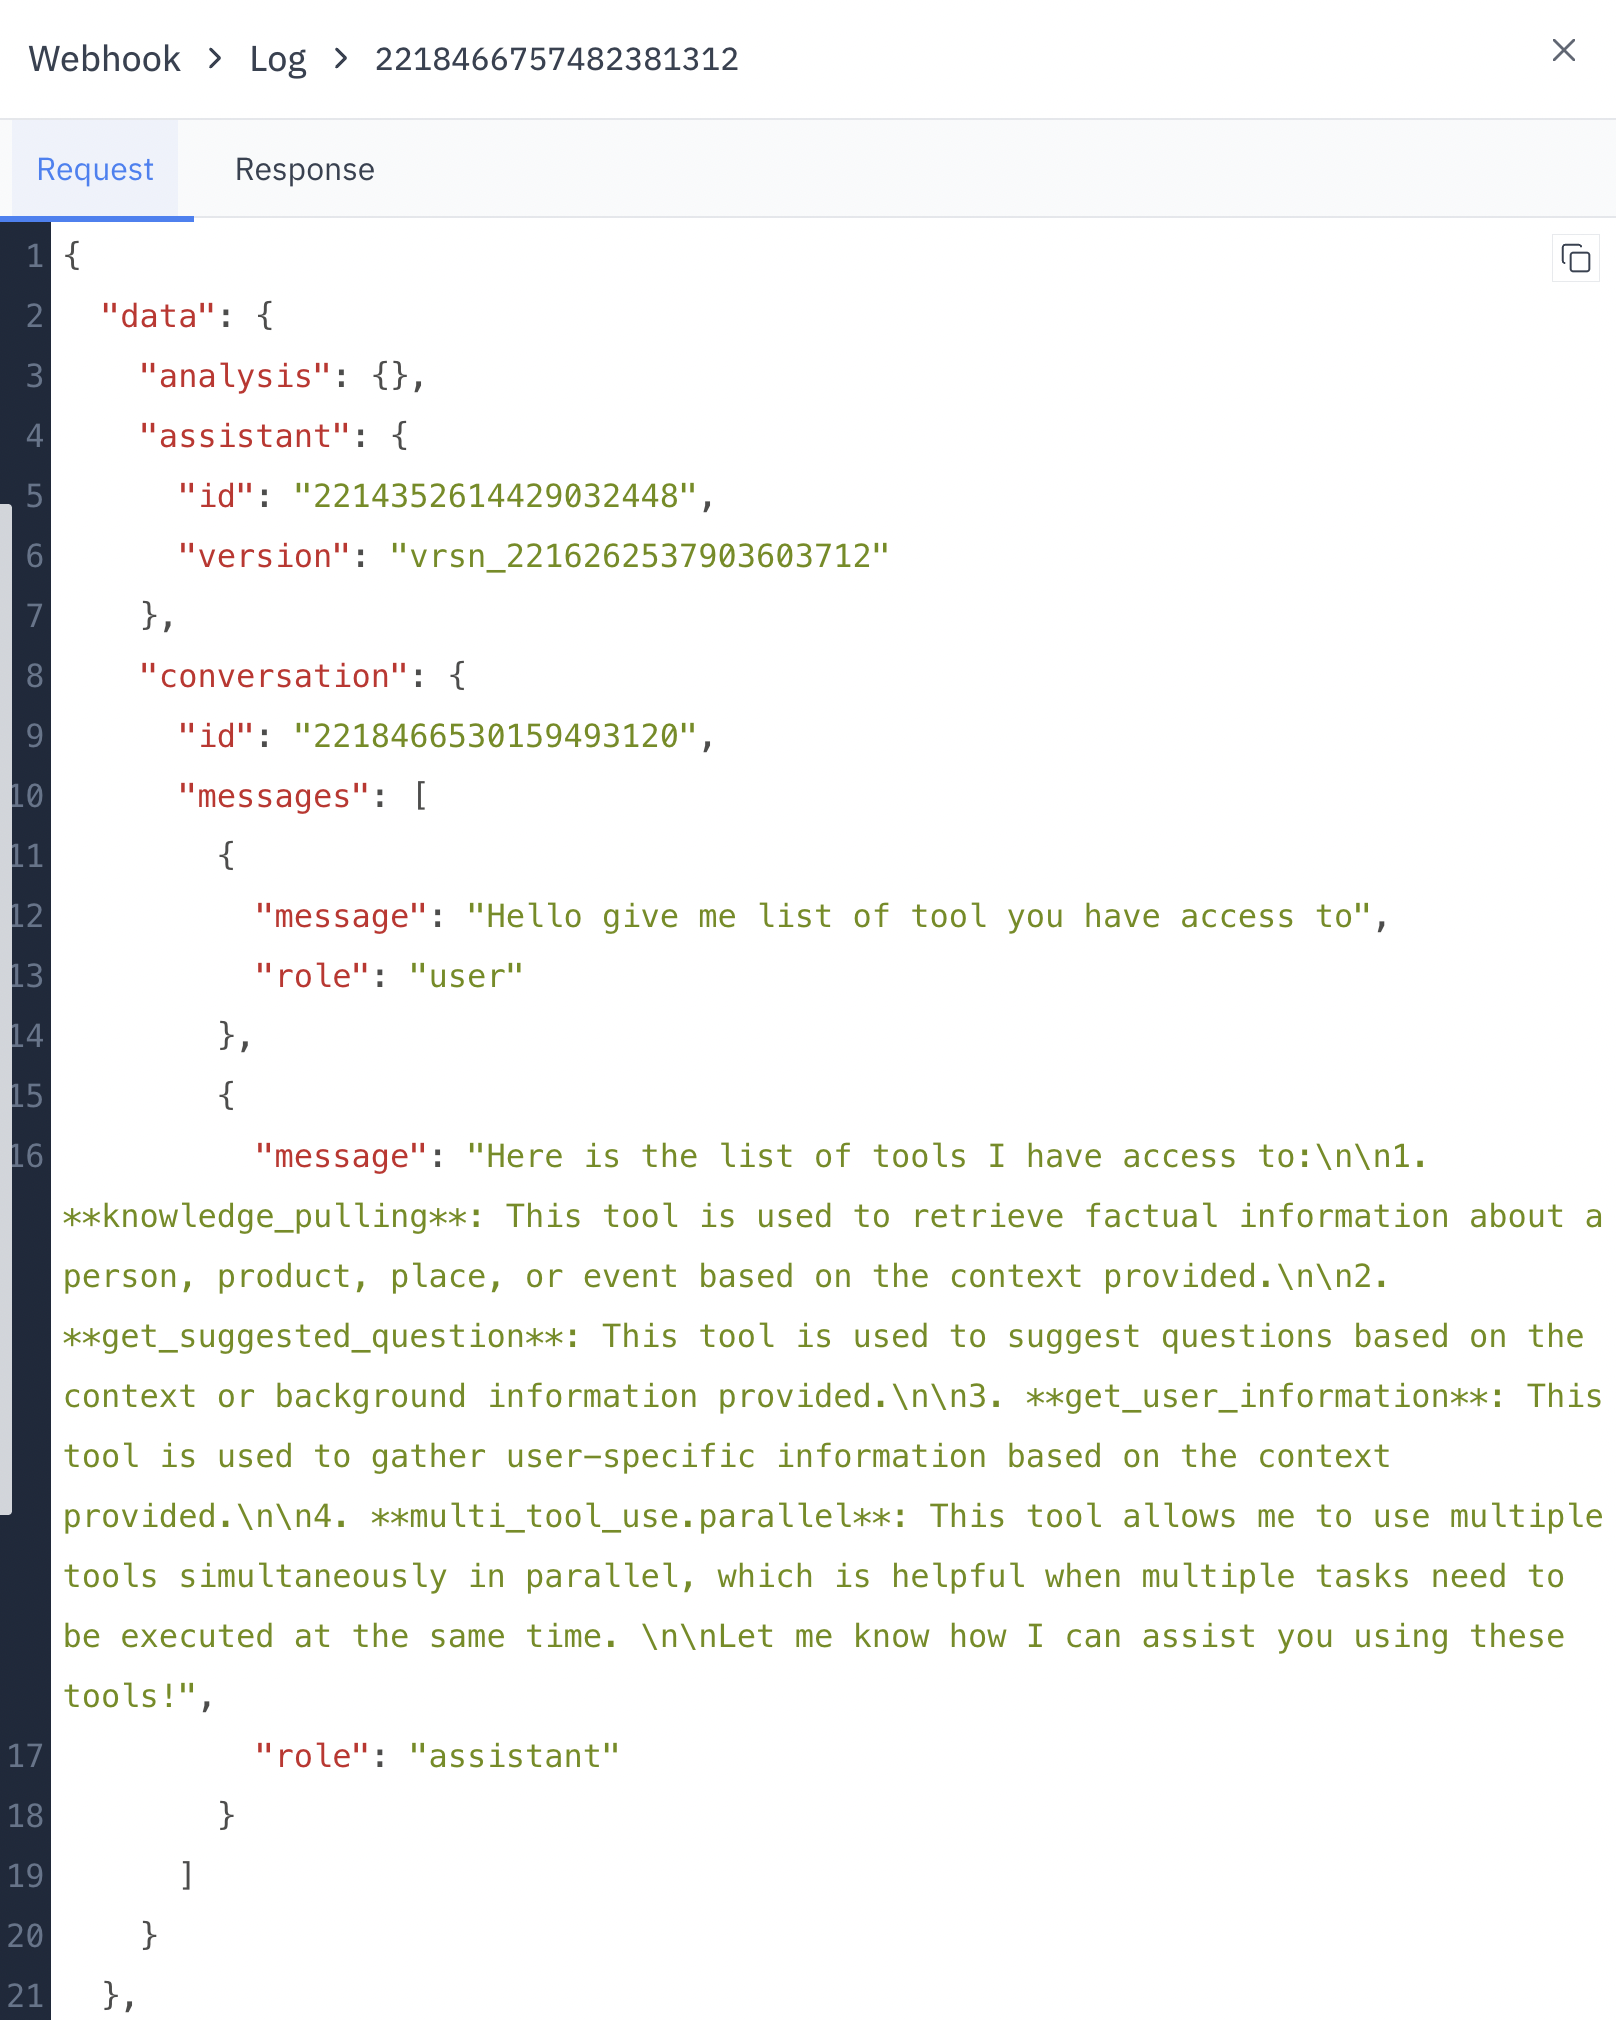 Webhook > Log > 2218466757482381312
Request Response
1 {
2   "data": {
3     "analysis": {},
4     "assistant": {
5       "id": "2214352614429032448",
6       "version": "vrsn_2216262537903603712"
7     },
8     "conversation": {
9       "id": "2218466530159493120",
10       "messages": [
11         {
12           "message": "Hello give me list of tool you have access to",
13           "role": "user"
14         },
15         {
16           "message": "Here is the list of tools I have access to:\n\n1.
**knowledge_pulling**: This tool is used to retrieve factual information about a
person, product, place, or event based on the context provided.\n\n2.
**get_suggested_question**: This tool is used to suggest questions based on the
context or background information provided.\n\n3. **get_user_information**: This
tool is used to gather user-specific information based on the context
provided.\n\n4. **multi_tool_use.parallel**: This tool allows me to use multiple
tools simultaneously in parallel, which is helpful when multiple tasks need to
be executed at the same time. \n\nLet me know how I can assist you using these
tools!",
17           "role": "assistant"
18         }
19       ]
20     }
21   },